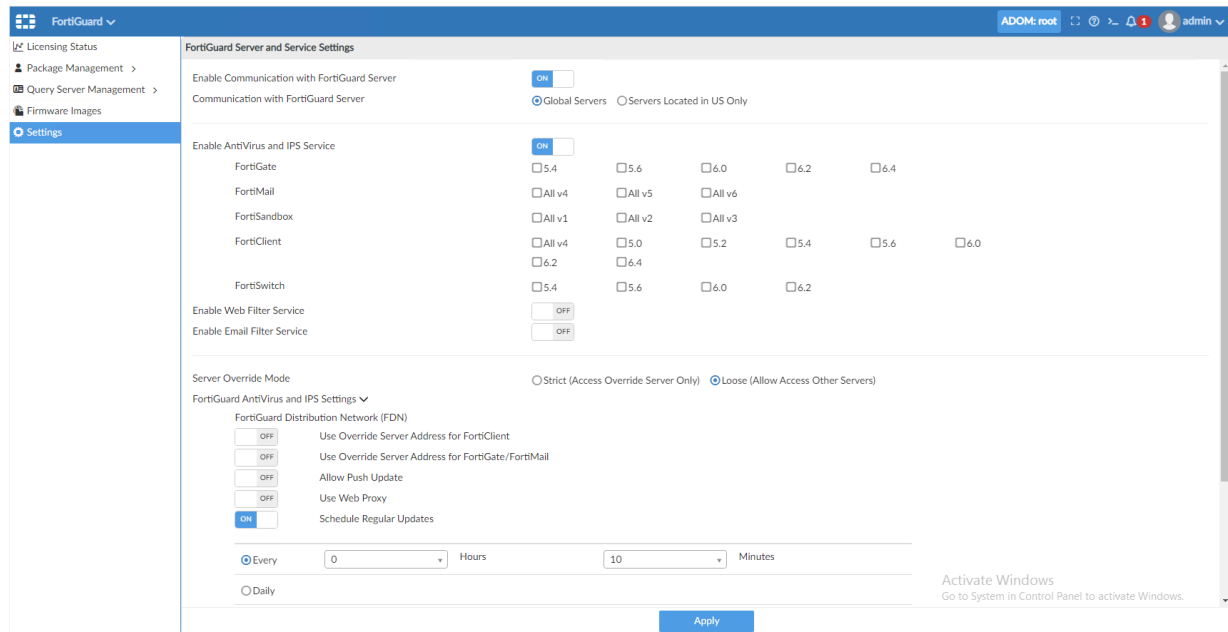 FortiGuard ADOM: root >_ 1 admin
Licensing Status
Package Management >
Query Server Management >
Firmware Images
Settings
FortiGuard Server and Service Settings
Enable Communication with FortiGuard Server ON
Communication with FortiGuard Server Global Servers Servers Located in US Only
Enable AntiVirus and IPS Service ON
FortiGate 5.4 5.6 6.0 6.2 6.4
FortiMail All v4 All v5 All v6
FortiSandbox All v1 All v2 All v3
FortiClient All v4 5.0 5.2 5.4 5.6 6.0
6.2 6.4
FortiSwitch 5.4 5.6 6.0 6.2
Enable Web Filter Service OFF
Enable Email Filter Service OFF
Server Override Mode Strict (Access Override Server Only) Loose (Allow Access Other Servers)
FortiGuard AntiVirus and IPS Settings
FortiGuard Distribution Network (FDN)
OFF Use Override Server Address for FortiClient
OFF Use Override Server Address for FortiGate/FortiMail
OFF Allow Push Update
OFF Use Web Proxy
ON Schedule Regular Updates
Every 0 Hours 10 Minutes
Daily
Activate Windows
Go to System in Control Panel to activate Windows.
Apply